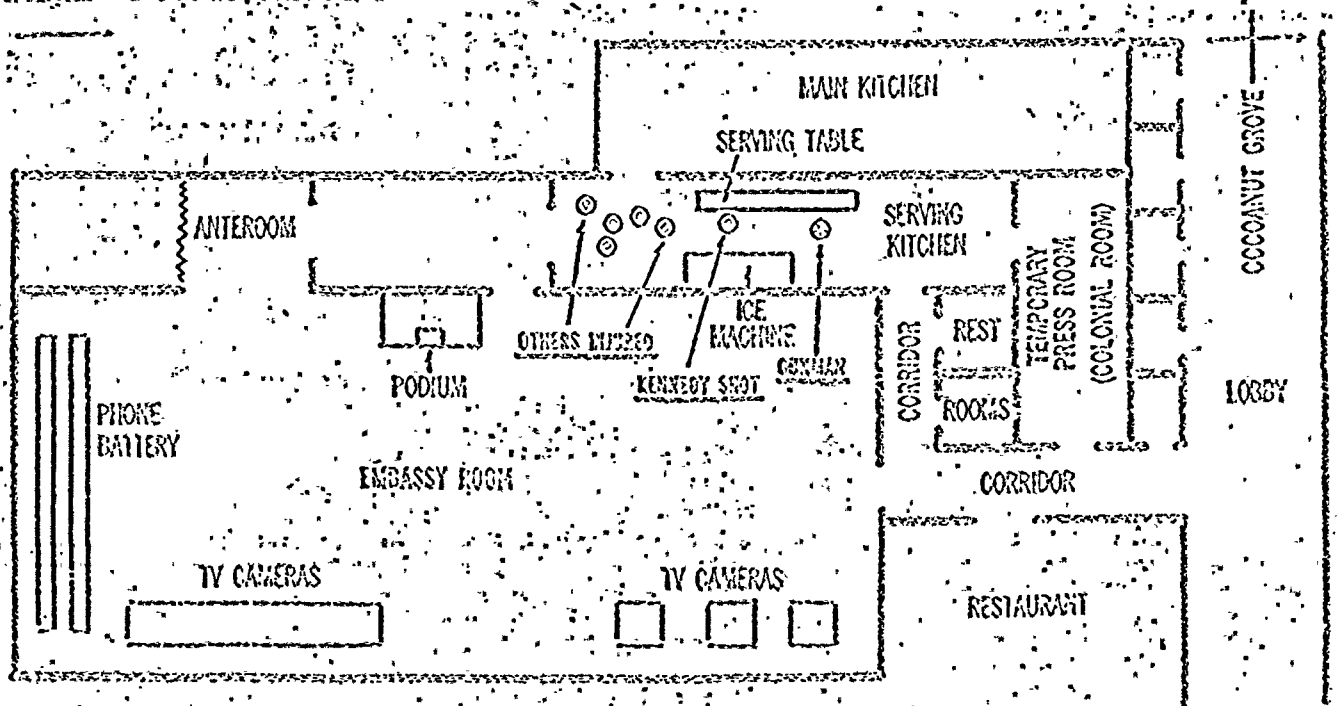 MAIN KITCHEN
SERVING TABLE
COCOANUT GROVE
ANTEROOM
SERVING
KITCHEN
TEMPORARY
PRESS ROOM
(COLONIAL ROOM)
OTHERS INJURED
ICE
MACHINE
REST
ROOMS
CORRIDOR
PODIUM
KENNEDY SHOT
GUNMAN
LOBBY
PHONE
BATTERY
EMBASSY ROOM
CORRIDOR
TV CAMERAS
TV CAMERAS
RESTAURANT